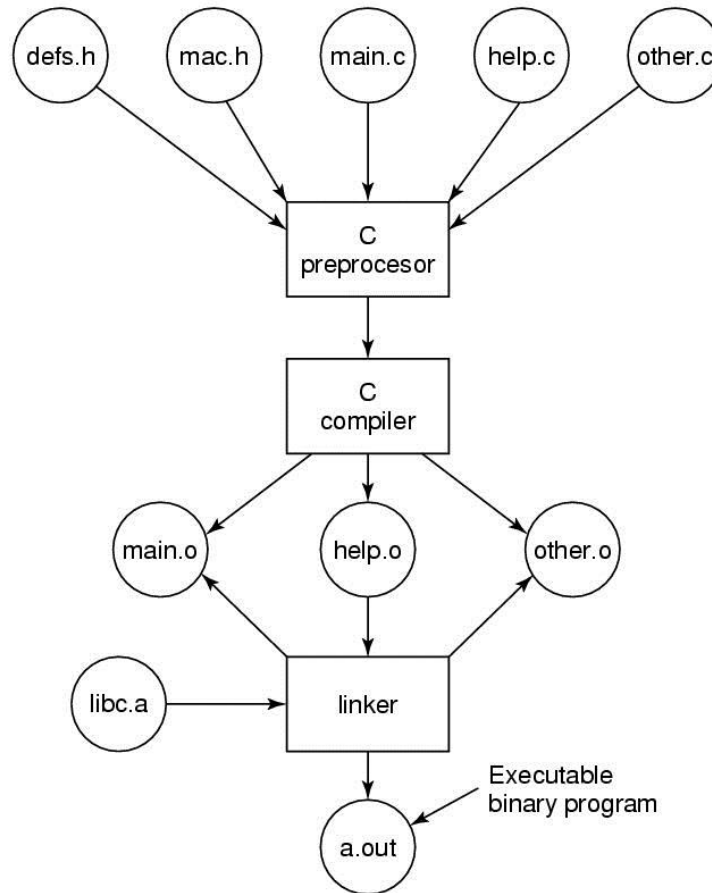 defs.h
mac.h
main.c
help.c
other.c
C
preprocesor
C
compiler
main.o
help.o
other.o
libc.a
linker
Executable
binary program
a.out